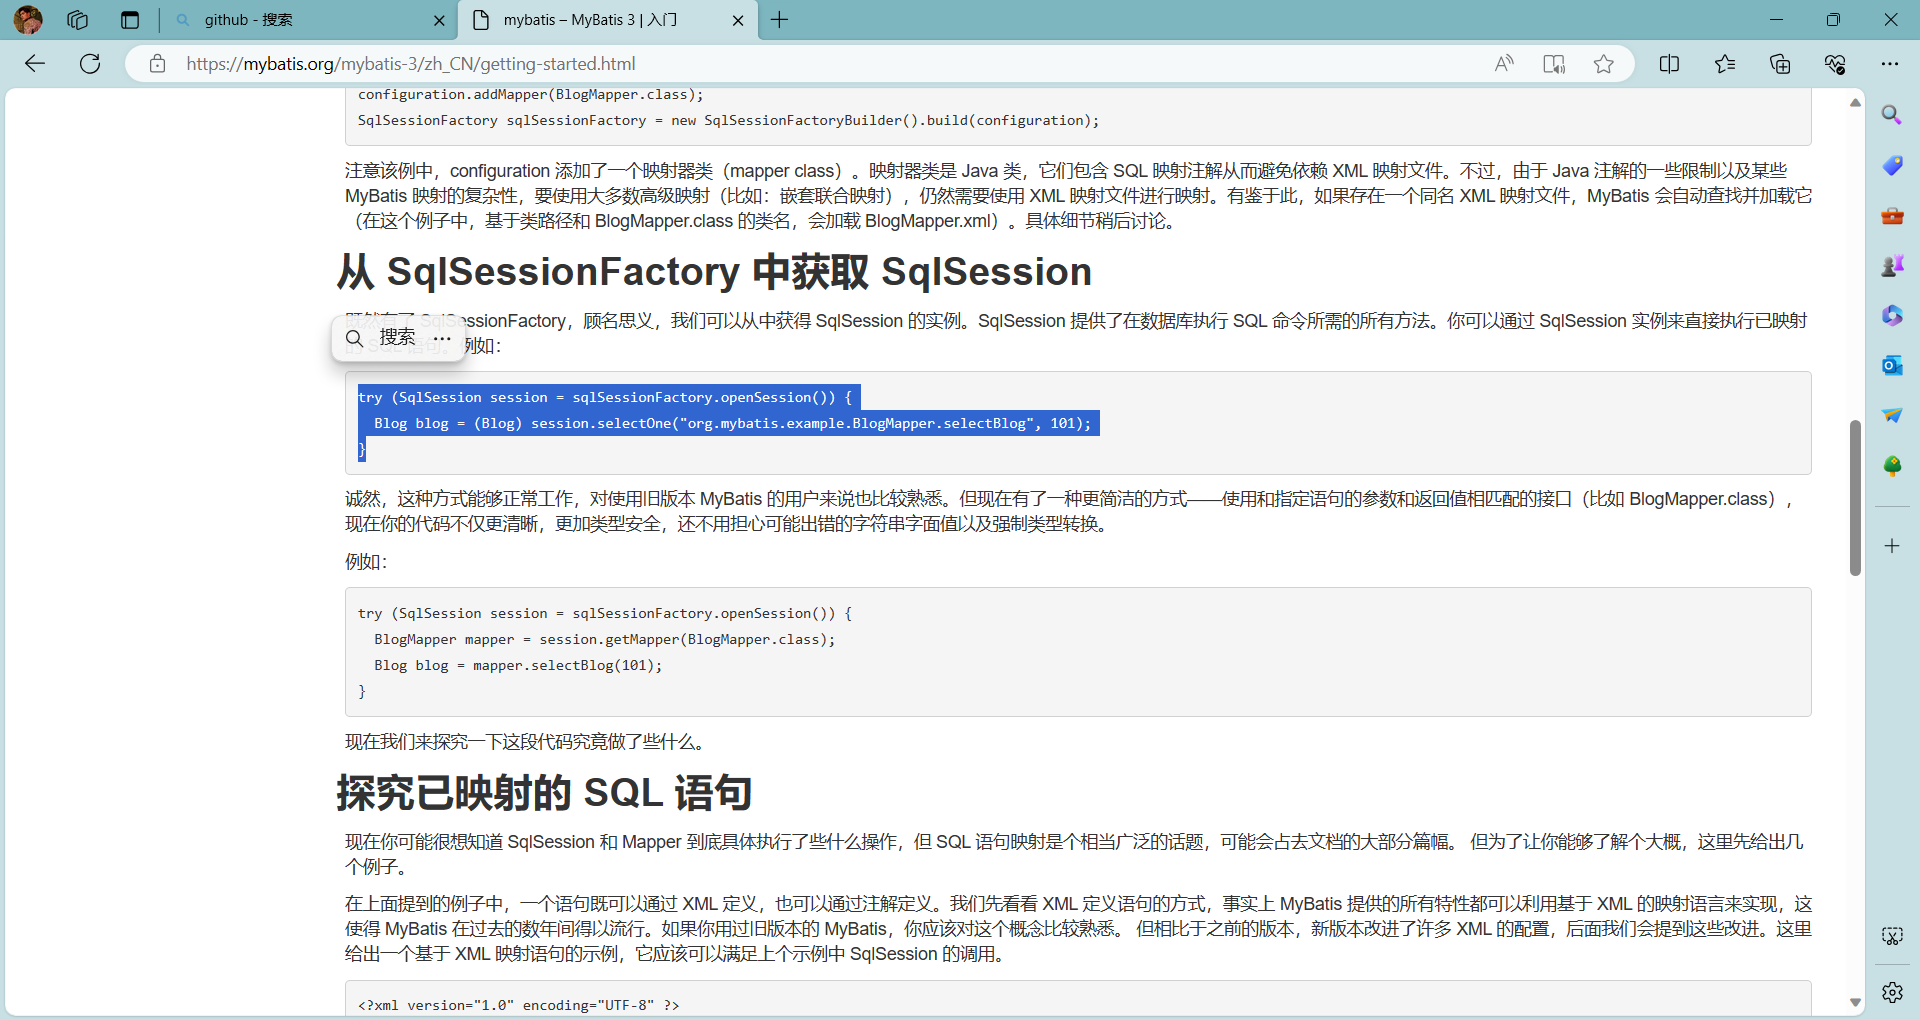 github - 搜索
mybatis – MyBatis 3 | 入门
https://mybatis.org/mybatis-3/zh_CN/getting-started.html
configuration.addMapper(BlogMapper.class);
SqlSessionFactory sqlSessionFactory = new SqlSessionFactoryBuilder().build(configuration);
注意该例中，configuration 添加了一个映射器类（mapper class）。映射器类是 Java 类，它们包含 SQL 映射注解从而避免依赖 XML 映射文件。不过，由于 Java 注解的一些限制以及某些
MyBatis 映射的复杂性，要使用大多数高级映射（比如：嵌套联合映射），仍然需要使用 XML 映射文件进行映射。有鉴于此，如果存在一个同名 XML 映射文件，MyBatis 会自动查找并加载它
（在这个例子中，基于类路径和 BlogMapper.class 的类名，会加载 BlogMapper.xml）。具体细节稍后讨论。
从 SqlSessionFactory 中获取 SqlSession
既然有了 SqlSessionFactory，顾名思义，我们可以从中获得 SqlSession 的实例。SqlSession 提供了在数据库执行 SQL 命令所需的所有方法。你可以通过 SqlSession 实例来直接执行已映射
的 SQL 语句。例如：
搜索
try (SqlSession session = sqlSessionFactory.openSession()) {
Blog blog = (Blog) session.selectOne("org.mybatis.example.BlogMapper.selectBlog", 101);
}
诚然，这种方式能够正常工作，对使用旧版本 MyBatis 的用户来说也比较熟悉。但现在有了一种更简洁的方式——使用和指定语句的参数和返回值相匹配的接口（比如 BlogMapper.class），
现在你的代码不仅更清晰，更加类型安全，还不用担心可能出错的字符串字面值以及强制类型转换。
例如：
try (SqlSession session = sqlSessionFactory.openSession()) {
BlogMapper mapper = session.getMapper(BlogMapper.class);
Blog blog = mapper.selectBlog(101);
}
现在我们来探究一下这段代码究竟做了些什么。
探究已映射的 SQL 语句
现在你可能很想知道 SqlSession 和 Mapper 到底具体执行了些什么操作，但 SQL 语句映射是个相当广泛的话题，可能会占去文档的大部分篇幅。 但为了让你能够了解个大概，这里先给出几
个例子。
在上面提到的例子中，一个语句既可以通过 XML 定义，也可以通过注解定义。我们先看看 XML 定义语句的方式，事实上 MyBatis 提供的所有特性都可以利用基于 XML 的映射语言来实现，这
使得 MyBatis 在过去的数年间得以流行。如果你用过旧版本的 MyBatis，你应该对这个概念比较熟悉。 但相比于之前的版本，新版本改进了许多 XML 的配置，后面我们会提到这些改进。这里
给出一个基于 XML 映射语句的示例，它应该可以满足上个示例中 SqlSession 的调用。
<?xml version="1.0" encoding="UTF-8" ?>